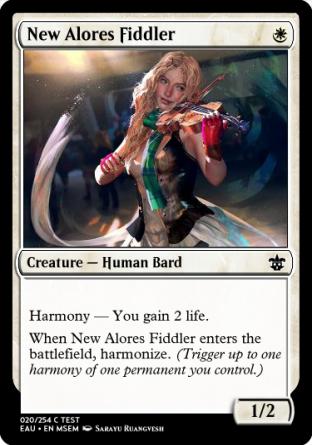 New Alores Fiddler
Creature — Human Bard
Harmony — You gain 2 life.
When New Alores Fiddler enters the
battlefield, harmonize. (Trigger up to one
harmony of one permanent you control.)
1/2
020/254 C TEST
EAU • EN MSEM Sarayu Ruangvesh